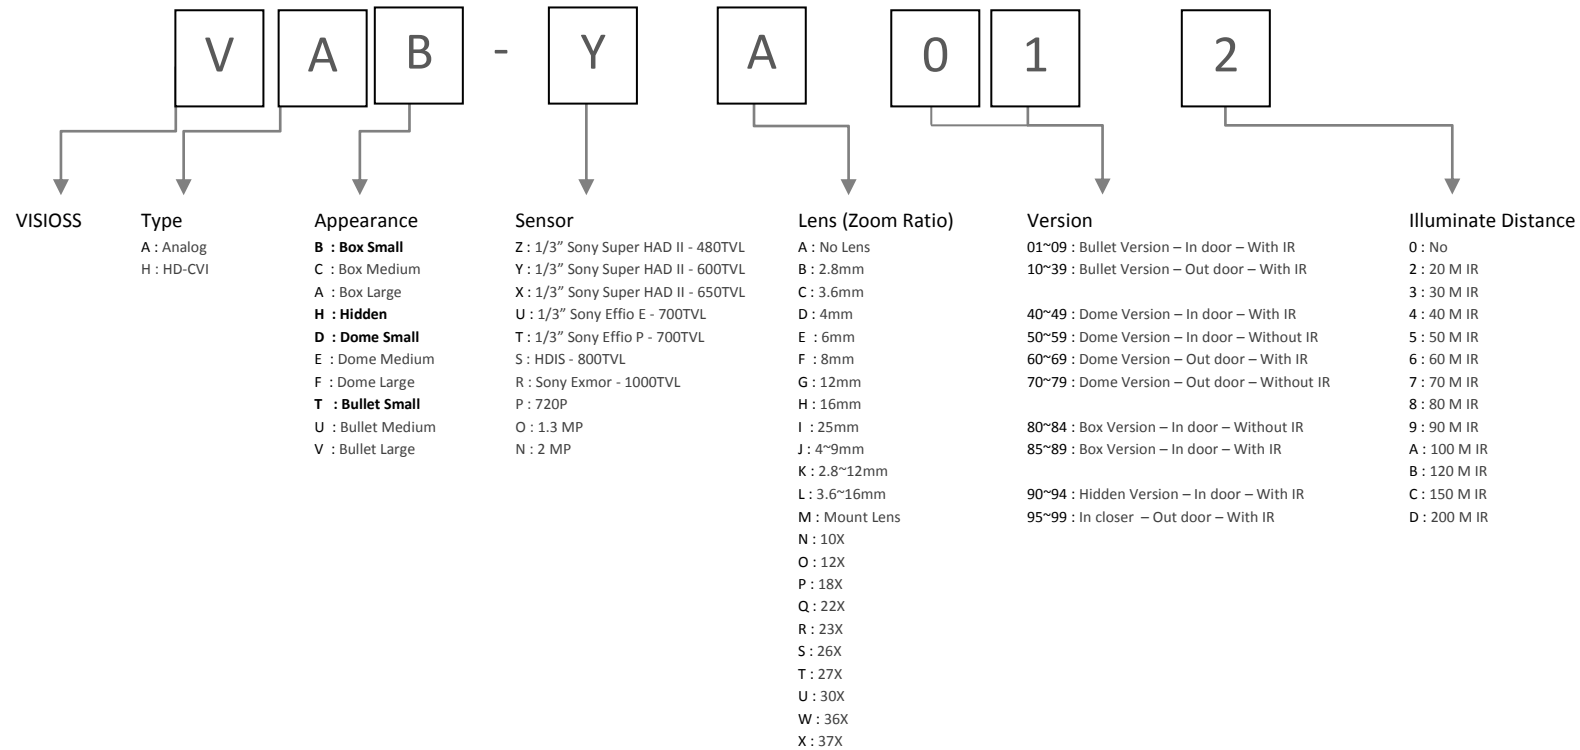 V A B - Y A 0 1 2
VISIOSS
Type
A : Analog
H : HD-CVI
Appearance
B : Box Small
C : Box Medium
A : Box Large
H : Hidden
D : Dome Small
E : Dome Medium
F : Dome Large
T : Bullet Small
U : Bullet Medium
V : Bullet Large
Sensor
Z : 1/3” Sony Super HAD II - 480TVL
Y : 1/3” Sony Super HAD II - 600TVL
X : 1/3” Sony Super HAD II - 650TVL
U : 1/3” Sony Effio E - 700TVL
T : 1/3” Sony Effio P - 700TVL
S : HDIS - 800TVL
R : Sony Exmor - 1000TVL
P : 720P
O : 1.3 MP
N : 2 MP
Lens (Zoom Ratio)
A : No Lens
B : 2.8mm
C : 3.6mm
D : 4mm
E : 6mm
F : 8mm
G : 12mm
H : 16mm
I : 25mm
J : 4~9mm
K : 2.8~12mm
L : 3.6~16mm
M : Mount Lens
N : 10X
O : 12X
P : 18X
Q : 22X
R : 23X
S : 26X
T : 27X
U : 30X
W : 36X
X : 37X
Version
01~09 : Bullet Version – In door – With IR
10~39 : Bullet Version – Out door – With IR
40~49 : Dome Version – In door – With IR
50~59 : Dome Version – In door – Without IR
60~69 : Dome Version – Out door – With IR
70~79 : Dome Version – Out door – Without IR
80~84 : Box Version – In door – Without IR
85~89 : Box Version – In door – With IR
90~94 : Hidden Version – In door – With IR
95~99 : In closer – Out door – With IR
Illuminate Distance
0 : No
2 : 20 M IR
3 : 30 M IR
4 : 40 M IR
5 : 50 M IR
6 : 60 M IR
7 : 70 M IR
8 : 80 M IR
9 : 90 M IR
A : 100 M IR
B : 120 M IR
C : 150 M IR
D : 200 M IR